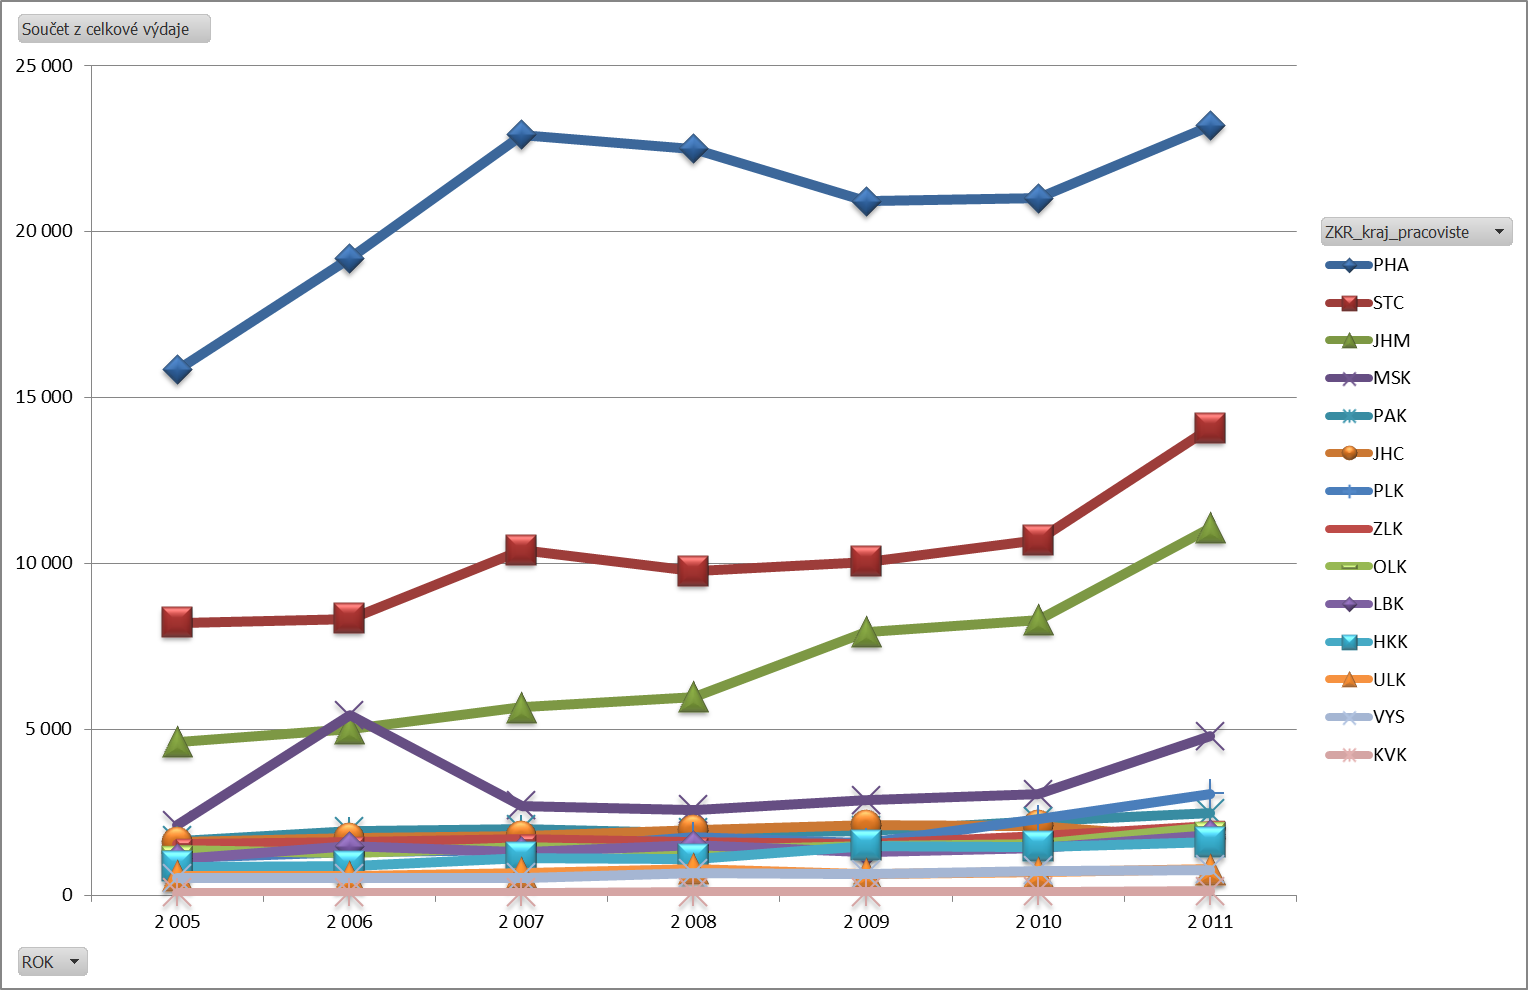 Součet z celkové výdaje
25 000
20 000
15 000
10 000
5 000
0
2 005 2 006 2 007 2 008 2 009 2 010 2 011
ROK
ZKR_kraj_pracoviste
PHA
STC
JHM
MSK
PAK
JHC
PLK
ZLK
OLK
LBK
HKK
ULK
VYS
KVK